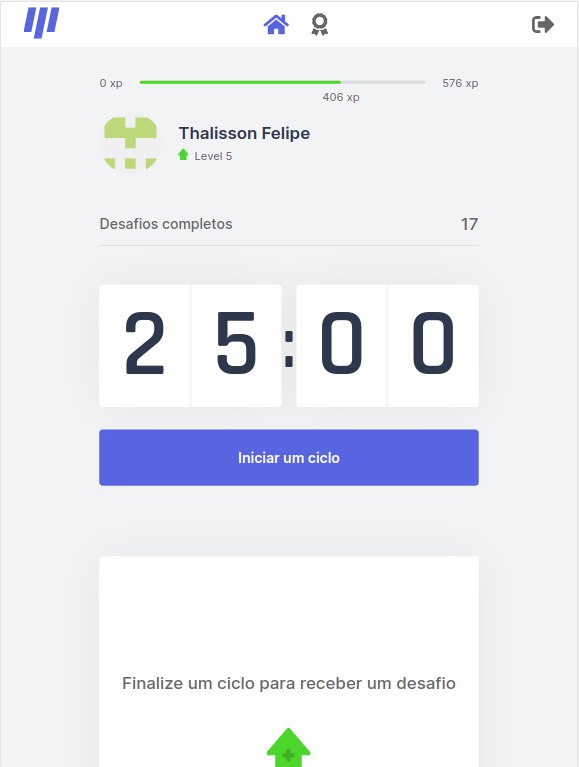 0 xp
576 xp
406 xp
Thalisson Felipe
Level 5
Desafios completos
17
25:00
Iniciar um ciclo
Finalize um ciclo para receber um desafio